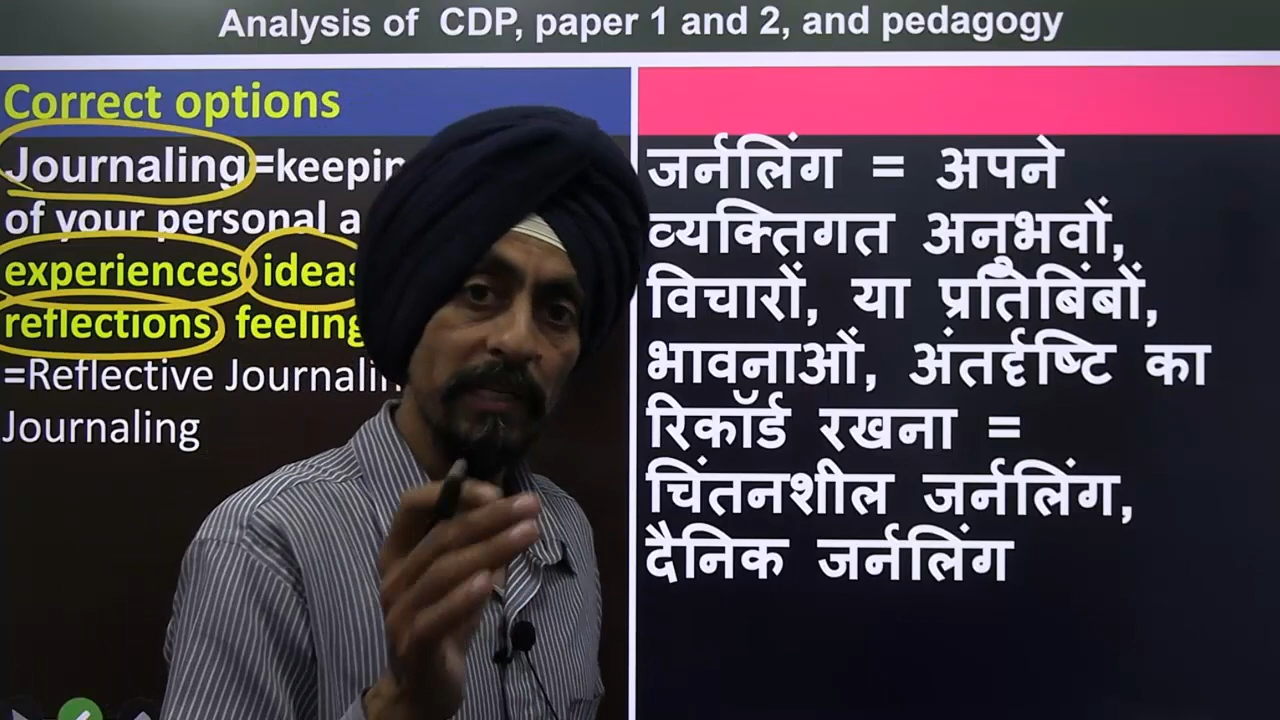 Analysis of CDP, paper 1 and 2, and pedagogy
Correct options
Journaling =keepin
of your personal a
experiences, ideas
reflections, feeling
=Reflective Journalin
Journaling
जर्नलिंग = अपने
व्यक्तिगत अनुभवों,
विचारों, या प्रतिबिंबों,
भावनाओं, अंतर्दृष्टि का
रिकॉर्ड रखना =
चिंतनशील जर्नलिंग,
दैनिक जर्नलिंग